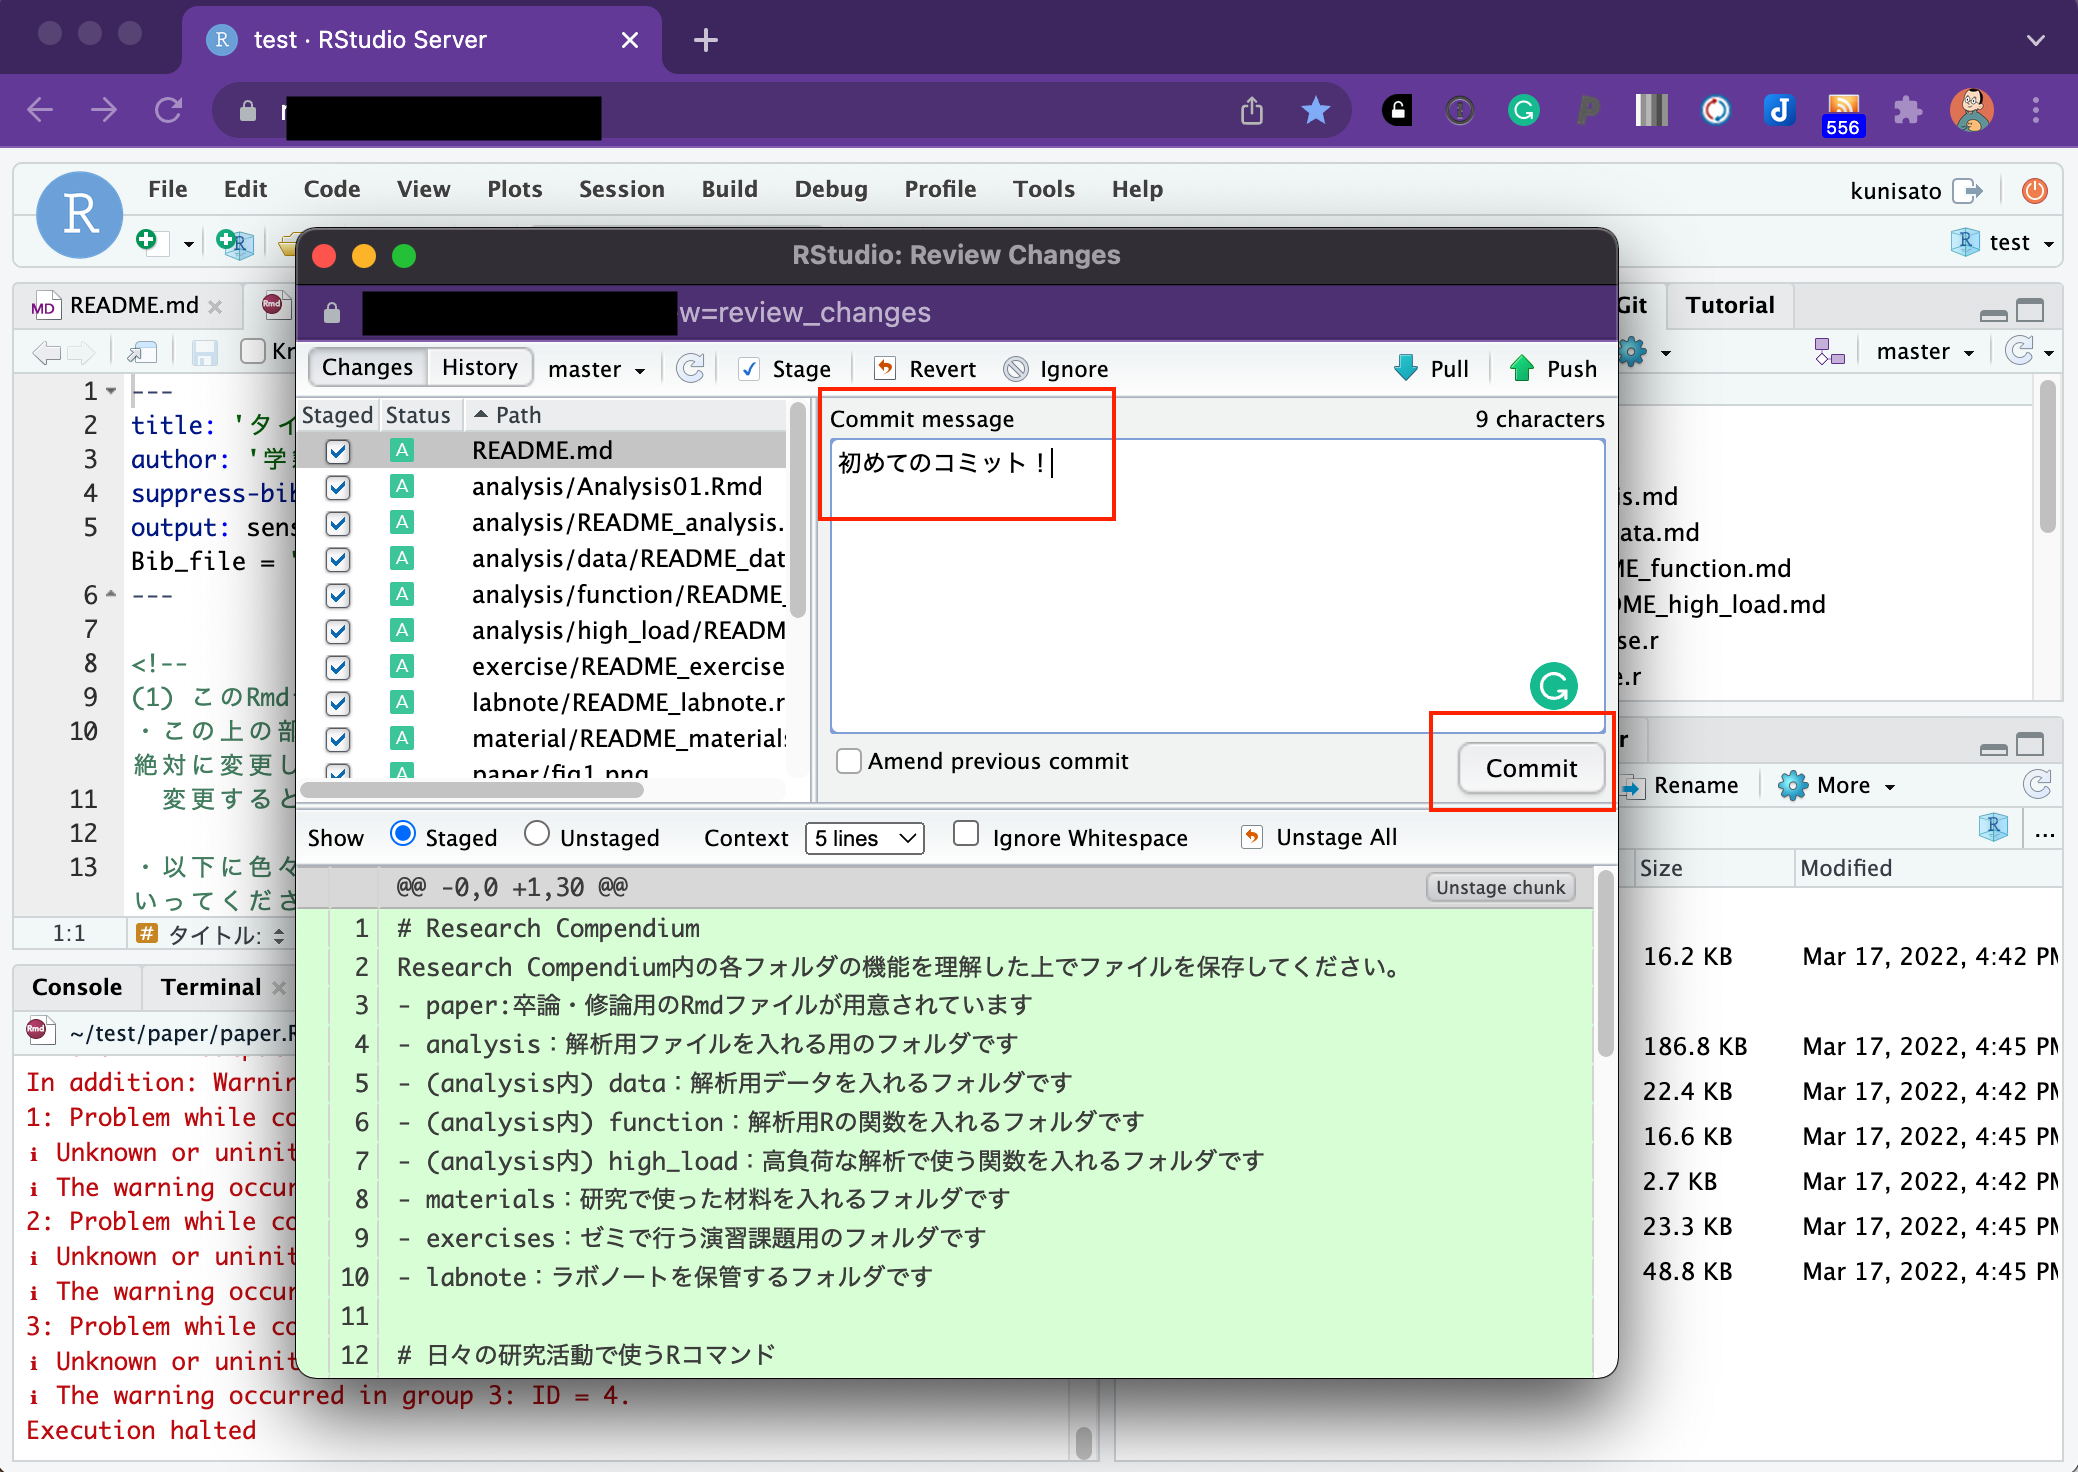 test · RStudio Server
556
File Edit Code View Plots Session Build Debug Profile Tools Help
kunisato
test
RStudio: Review Changes
w=review_changes
README.md
Git Tutorial
master
Changes History master Stage Revert Ignore Pull Push
Staged Status Path
Commit message 9 characters
初めてのコミット！
A README.md
A analysis/Analysis01.Rmd
A analysis/README_analysis.
A analysis/data/README_dat
A analysis/function/README_
A analysis/high_load/READM
A exercise/README_exercise
A labnote/README_labnote.r
A material/README_materials
A paper/fig1.png
Amend previous commit
Commit
Show Staged Unstaged Context 5 lines Ignore Whitespace Unstage All
@@ -0,0 +1,30 @@
Unstage chunk
1 # Research Compendium
2 Research Compendium内の各フォルダの機能を理解した上でファイルを保存してください。
3 - paper:卒論・修論用のRmdファイルが用意されています
4 - analysis：解析用ファイルを入れる用のフォルダです
5 - (analysis内) data：解析用データを入れるフォルダです
6 - (analysis内) function：解析用Rの関数を入れるフォルダです
7 - (analysis内) high_load：高負荷な解析で使う関数を入れるフォルダです
8 - materials：研究で使った材料を入れるフォルダです
9 - exercises：ゼミで行う演習課題用のフォルダです
10 - labnote：ラボノートを保管するフォルダです
11
12 # 日々の研究活動で使うRコマンド
Kr
1 ---
2 title: 'タイ
3 author: '学
4 suppress-bib
5 output: sens
Bib_file = '
6 ---
7
8 <!--
9 (1) このRmd
10 ・この上の部
絶対に変更し
11 変更すると
12
13 ・以下に色々
いってくださ
1:1 # タイトル:
Console Terminal
~/test/paper/paper.R
In addition: Warnin
1: Problem while co
i Unknown or uninit
i The warning occur
2: Problem while co
i Unknown or uninit
i The warning occur
3: Problem while co
i Unknown or uninit
i The warning occurred in group 3: ID = 4.
Execution halted
is.md
ata.md
ME_function.md
DME_high_load.md
se.r
e.r
r
Rename More
...
Size Modified
16.2 KB Mar 17, 2022, 4:42 PM
186.8 KB Mar 17, 2022, 4:45 PM
22.4 KB Mar 17, 2022, 4:42 PM
16.6 KB Mar 17, 2022, 4:45 PM
2.7 KB Mar 17, 2022, 4:42 PM
23.3 KB Mar 17, 2022, 4:45 PM
48.8 KB Mar 17, 2022, 4:45 PM